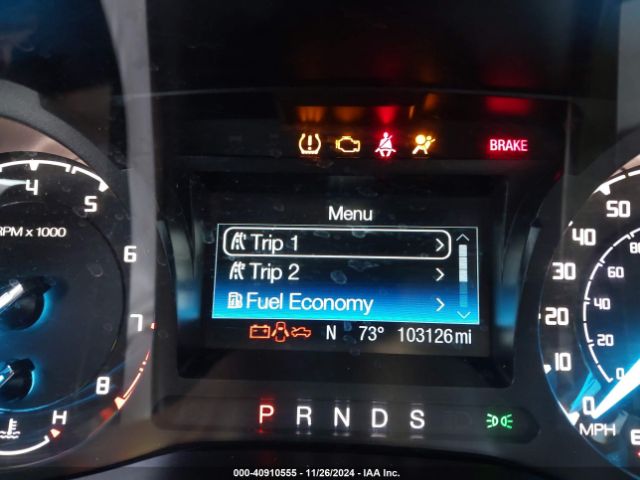 BRAKE
4 5 6 7 8
RPM x 1000
H
Menu
Trip 1
Trip 2
Fuel Economy
N 73° 103126 mi
P R N D S
50 40 30 20 10 0
80 60 40 20 0
MPH
E
000-40910555 - 11/26/2024 - IAA Inc.